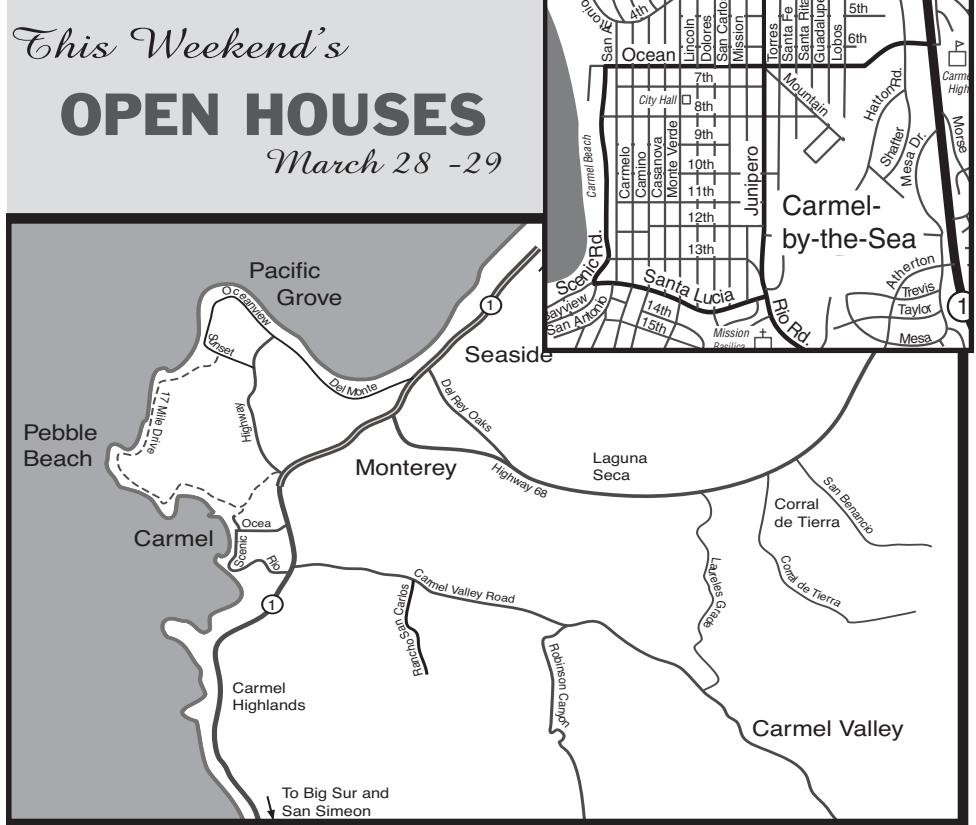 This Weekend's
OPEN HOUSES
March 28 -29
4th
San A
Ocean
Lincoln
Dolores
San Carlos
Mission
Torres
Santa Fe
Santa Rita
Guadalupe
Lobos
5th
6th
7th
City Hall
8th
Mountain
Hatton Rd.
Carme
High
9th
Carmel Beach
Carmelo
Camino
Casanova
Monte Verde
10th
Junipero
Shafter
Mesa Dr.
Morse
11th
Carmel-
by-the-Sea
12th
13th
Scenic Rd.
Santa Lucia
Atherton
Trevis
Bayview
San Antonio
14th
15th
Mission
Basilica
Rio Rd.
Taylor
Mesa
1
Pacific
Grove
Oceanview
Sunset
1
Seaside
Del Monte
Del Rey Oaks
17 Mile Drive
Highway
Pebble
Beach
Monterey
Highway 68
Laguna
Seca
San Benancio
Corral
de Tierra
Carmel
Ocea
Scenic
Rio
Corral de Tierra
Laureles Grade
Carmel Valley Road
1
Rancho San Carlos
Robinson Canyon
Carmel
Highlands
Carmel Valley
To Big Sur and
San Simeon